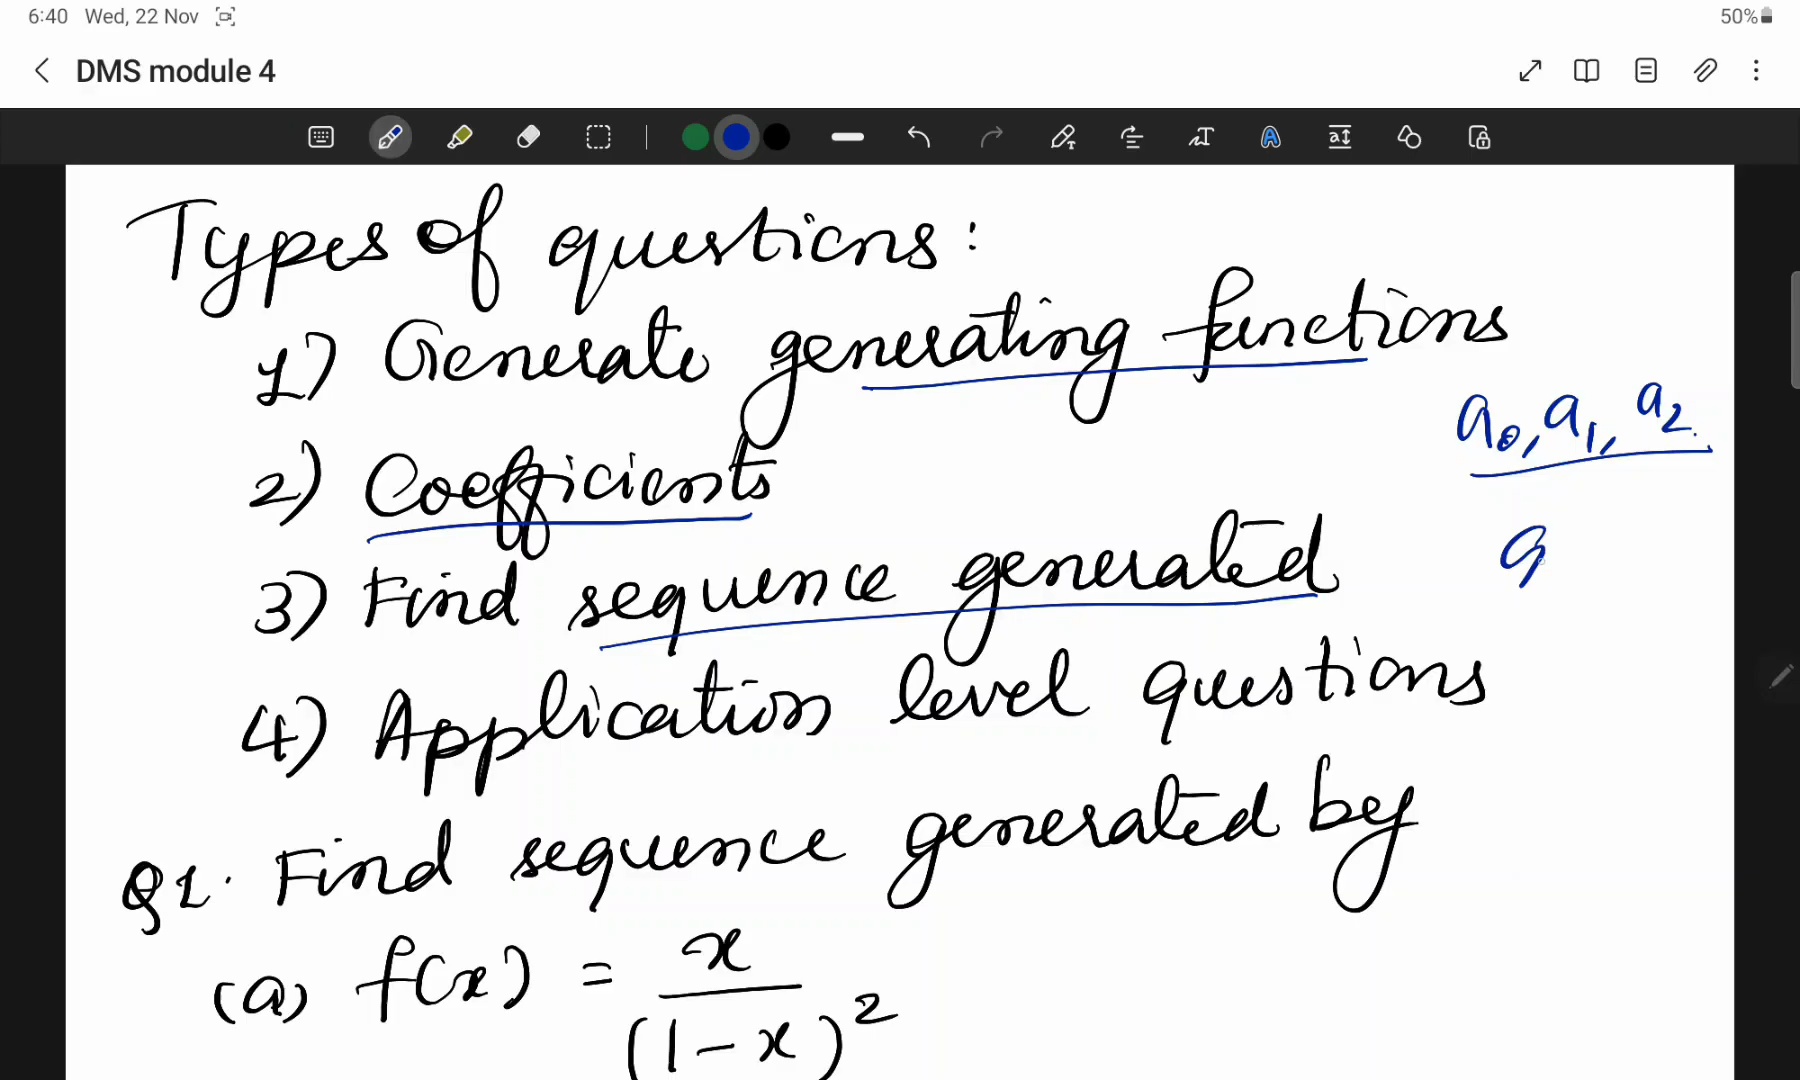 6:40 Wed, 22 Nov 50%
DMS module 4
Types of questions:
1) Generate generating functions
a0, a1, a2.
2) Coefficients
3) Find sequence generated
4) Application level questions
Q1. Find sequence generated by
(a) f(x) = x / (1-x)^2